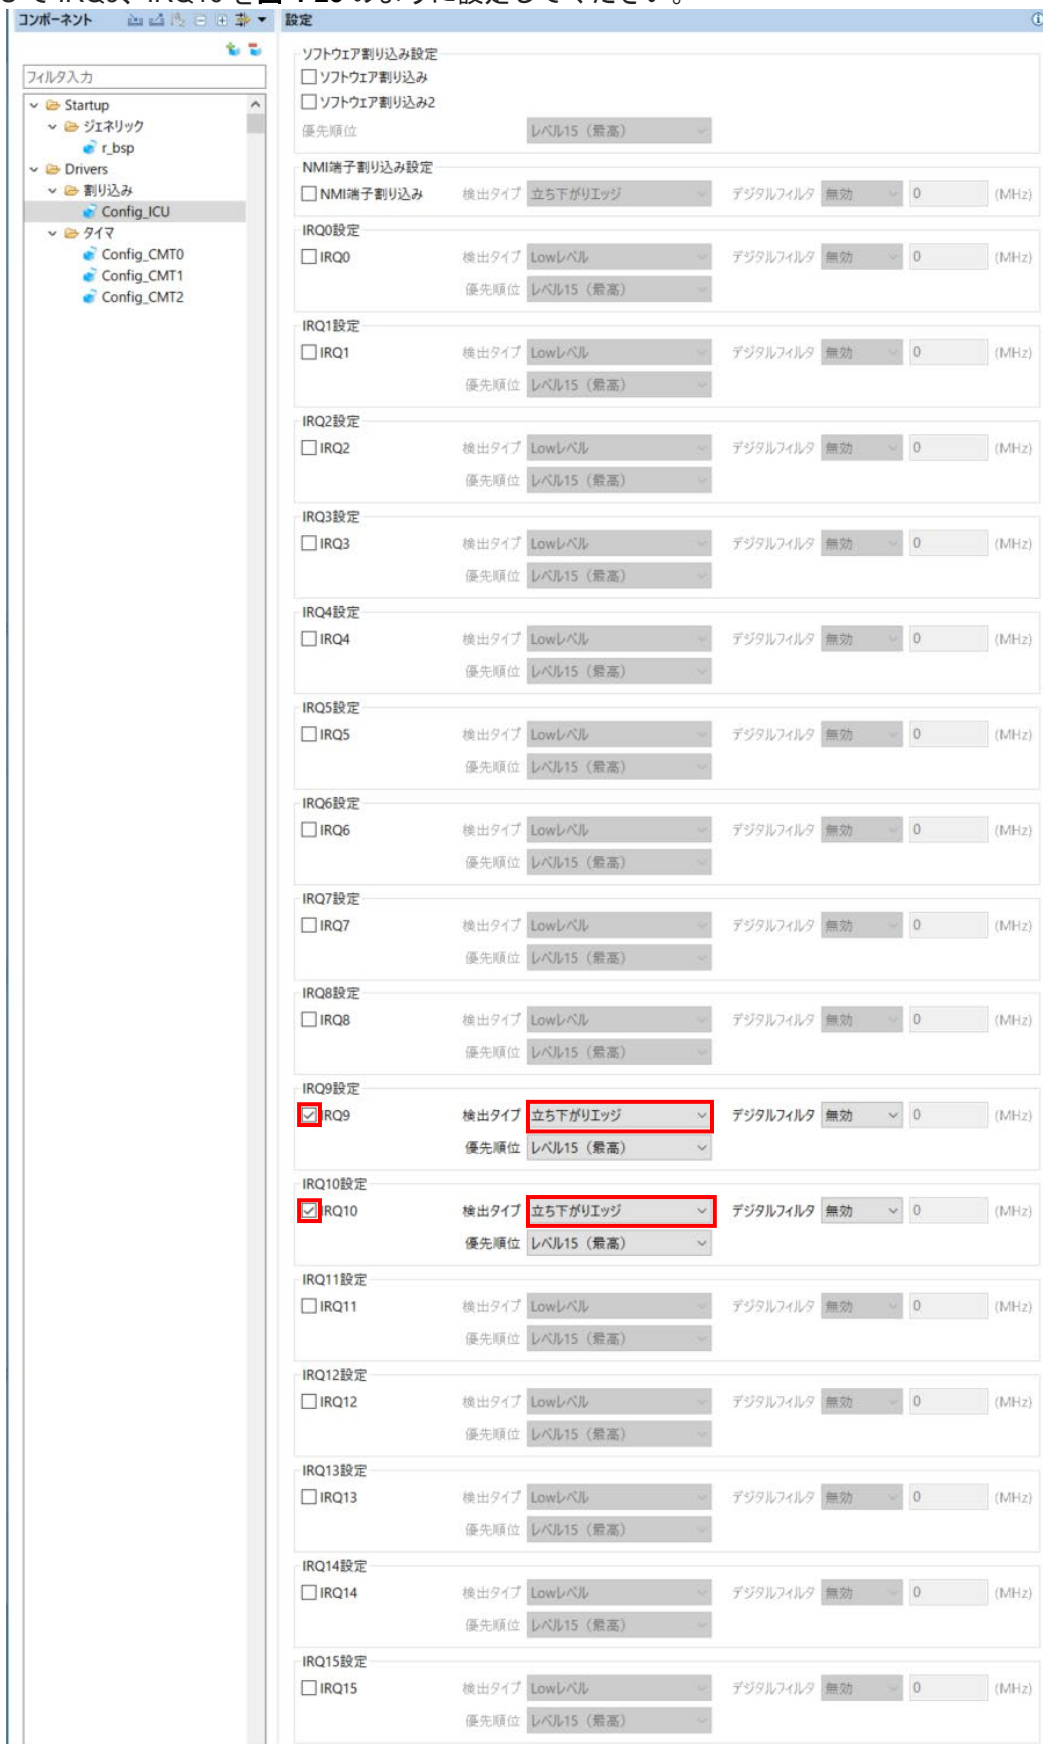 コンポーネント
フィルタ入力
Startup
ジェネリック
r_bsp
Drivers
割り込み
Config_ICU
タイマ
Config_CMT0
Config_CMT1
Config_CMT2
設定
ソフトウェア割り込み設定
ソフトウェア割り込み
ソフトウェア割り込み2
優先順位 レベル15（最高）
NMI端子割り込み設定
NMI端子割り込み 検出タイプ 立ち下がりエッジ デジタルフィルタ 無効 0 (MHz)
IRQ0設定
IRQ0 検出タイプ Lowレベル デジタルフィルタ 無効 0 (MHz)
優先順位 レベル15（最高）
IRQ1設定
IRQ1 検出タイプ Lowレベル デジタルフィルタ 無効 0 (MHz)
優先順位 レベル15（最高）
IRQ2設定
IRQ2 検出タイプ Lowレベル デジタルフィルタ 無効 0 (MHz)
優先順位 レベル15（最高）
IRQ3設定
IRQ3 検出タイプ Lowレベル デジタルフィルタ 無効 0 (MHz)
優先順位 レベル15（最高）
IRQ4設定
IRQ4 検出タイプ Lowレベル デジタルフィルタ 無効 0 (MHz)
優先順位 レベル15（最高）
IRQ5設定
IRQ5 検出タイプ Lowレベル デジタルフィルタ 無効 0 (MHz)
優先順位 レベル15（最高）
IRQ6設定
IRQ6 検出タイプ Lowレベル デジタルフィルタ 無効 0 (MHz)
優先順位 レベル15（最高）
IRQ7設定
IRQ7 検出タイプ Lowレベル デジタルフィルタ 無効 0 (MHz)
優先順位 レベル15（最高）
IRQ8設定
IRQ8 検出タイプ Lowレベル デジタルフィルタ 無効 0 (MHz)
優先順位 レベル15（最高）
IRQ9設定
IRQ9 検出タイプ 立ち下がりエッジ デジタルフィルタ 無効 0 (MHz)
優先順位 レベル15（最高）
IRQ10設定
IRQ10 検出タイプ 立ち下がりエッジ デジタルフィルタ 無効 0 (MHz)
優先順位 レベル15（最高）
IRQ11設定
IRQ11 検出タイプ Lowレベル デジタルフィルタ 無効 0 (MHz)
優先順位 レベル15（最高）
IRQ12設定
IRQ12 検出タイプ Lowレベル デジタルフィルタ 無効 0 (MHz)
優先順位 レベル15（最高）
IRQ13設定
IRQ13 検出タイプ Lowレベル デジタルフィルタ 無効 0 (MHz)
優先順位 レベル15（最高）
IRQ14設定
IRQ14 検出タイプ Lowレベル デジタルフィルタ 無効 0 (MHz)
優先順位 レベル15（最高）
IRQ15設定
IRQ15 検出タイプ Lowレベル デジタルフィルタ 無効 0 (MHz)
優先順位 レベル15（最高）